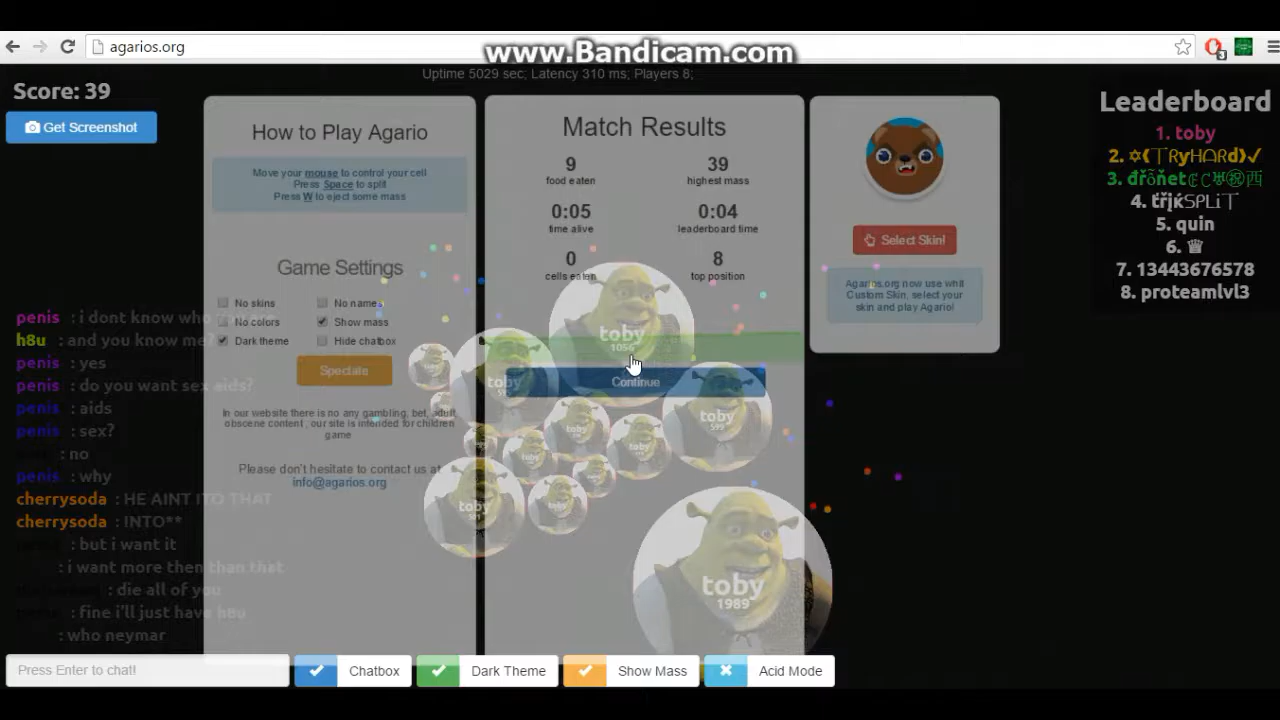 agarios.org
www.Bandicam.com
Uptime 5029 sec; Latency 310 ms; Players 8;
Score: 39
Get Screenshot
How to Play Agario
Move your mouse to control your cell
Press Space to split
Press W to eject some mass
Game Settings
No skins
No names
No colors
Show mass
Dark theme
Hide chatbox
Spectate
In our website there is no any gambling, bet, adult
obscene content , our site is intended for children
game
Please don't hesitate to contact us at
info@agarios.org
Match Results
9
food eaten
39
highest mass
0:05
time alive
0:04
leaderboard time
0
cells eaten
8
top position
Continue
Select Skin!
Agarios.org now use whit
Custom Skin, select your
skin and play Agario!
Leaderboard
1. toby
4. ťřįḱSPLiT
5. quin
6. ♕
7. 13443676578
8. proteamlvl3
penis : i dont know who
h8u : and you know me?
penis : yes
penis : do you want sex aids?
penis : aids
penis : sex?
: no
penis : why
cherrysoda : HE AINT ITO THAT
cherrysoda : INTO**
: but i want it
: i want more then than that
: die all of you
: fine i'll just have h8u
: who neymar
toby
1056
toby
toby
599
toby
toby
1989
Press Enter to chat!
Chatbox
Dark Theme
Show Mass
Acid Mode